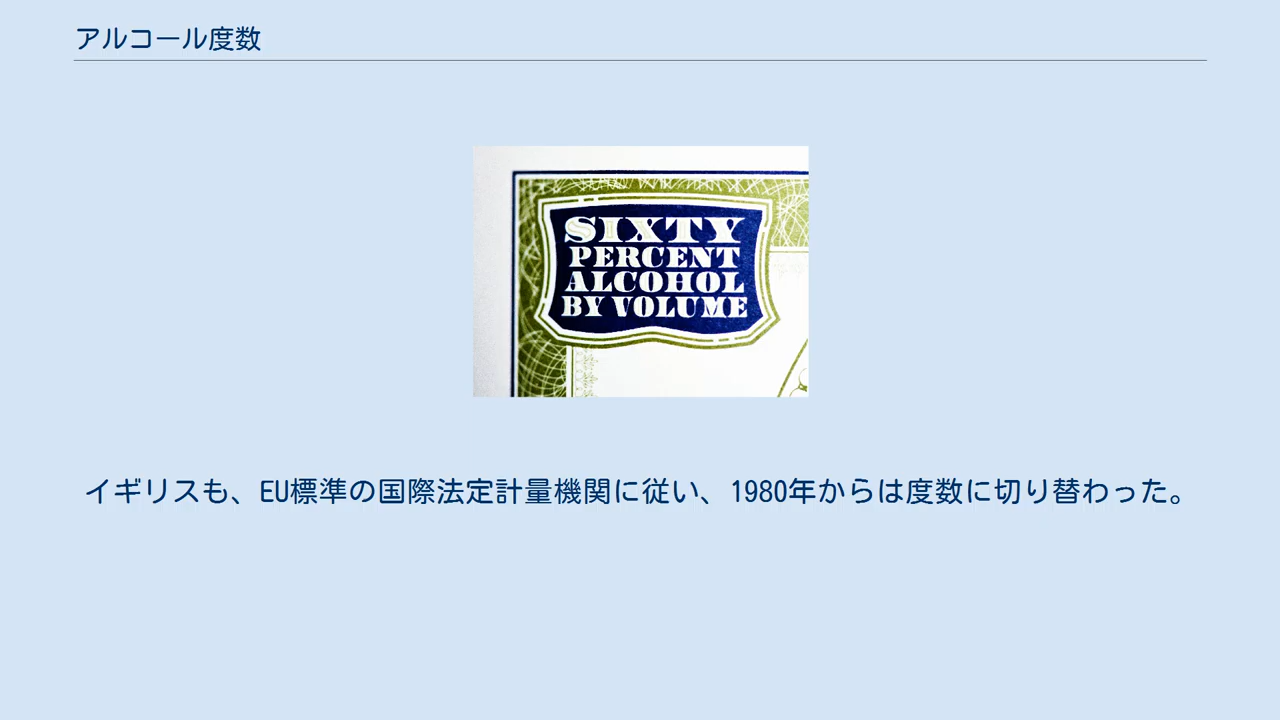 アルコール度数
SIXTY
PERCENT
ALCOHOL
BY VOLUME
イギリスも、EU標準の国際法定計量機関に従い、1980年からは度数に切り替わった。